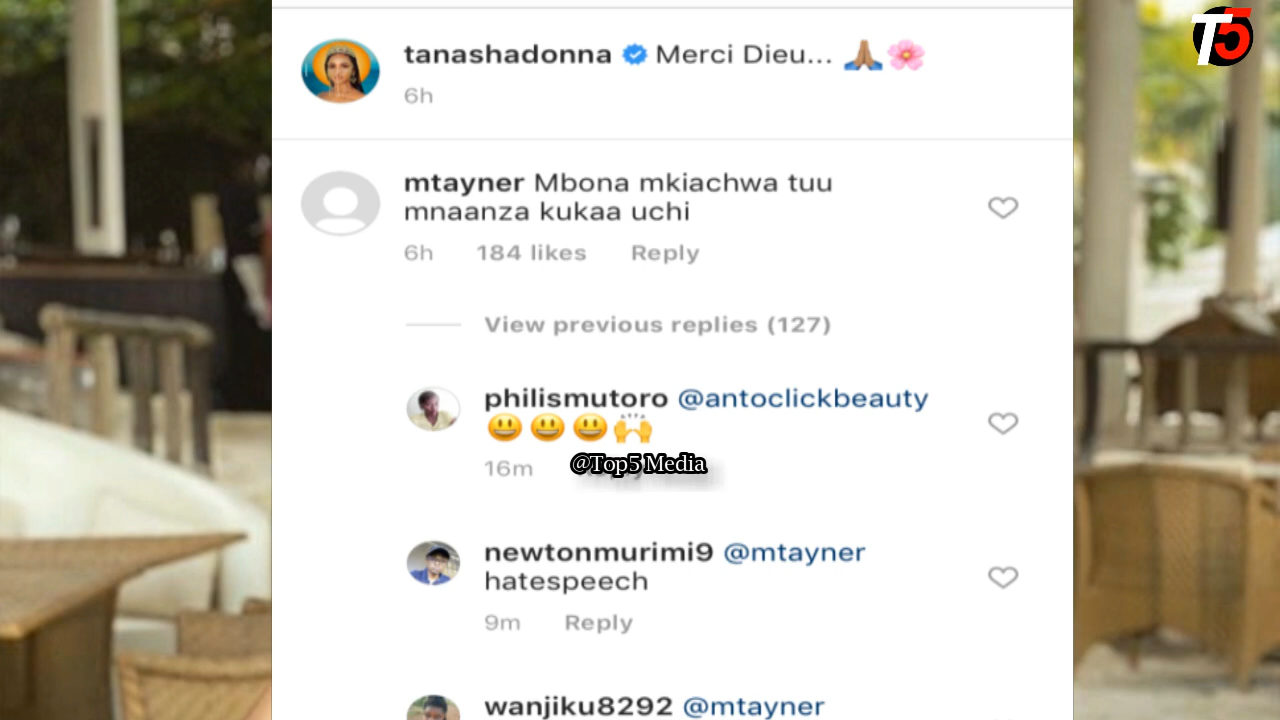 T5
tanashadonna Merci Dieu... 🙏🏽🌸
6h
mtayner Mbona mkiachwa tuu
mnaanza kukaa uchi
6h 184 likes Reply
View previous replies (127)
philismutoro @antoclickbeauty
😃😃😃🙌
16m
@Top5 Media
newtonmurimi9 @mtayner
hatespeech
9m Reply
wanjiku8292 @mtayner